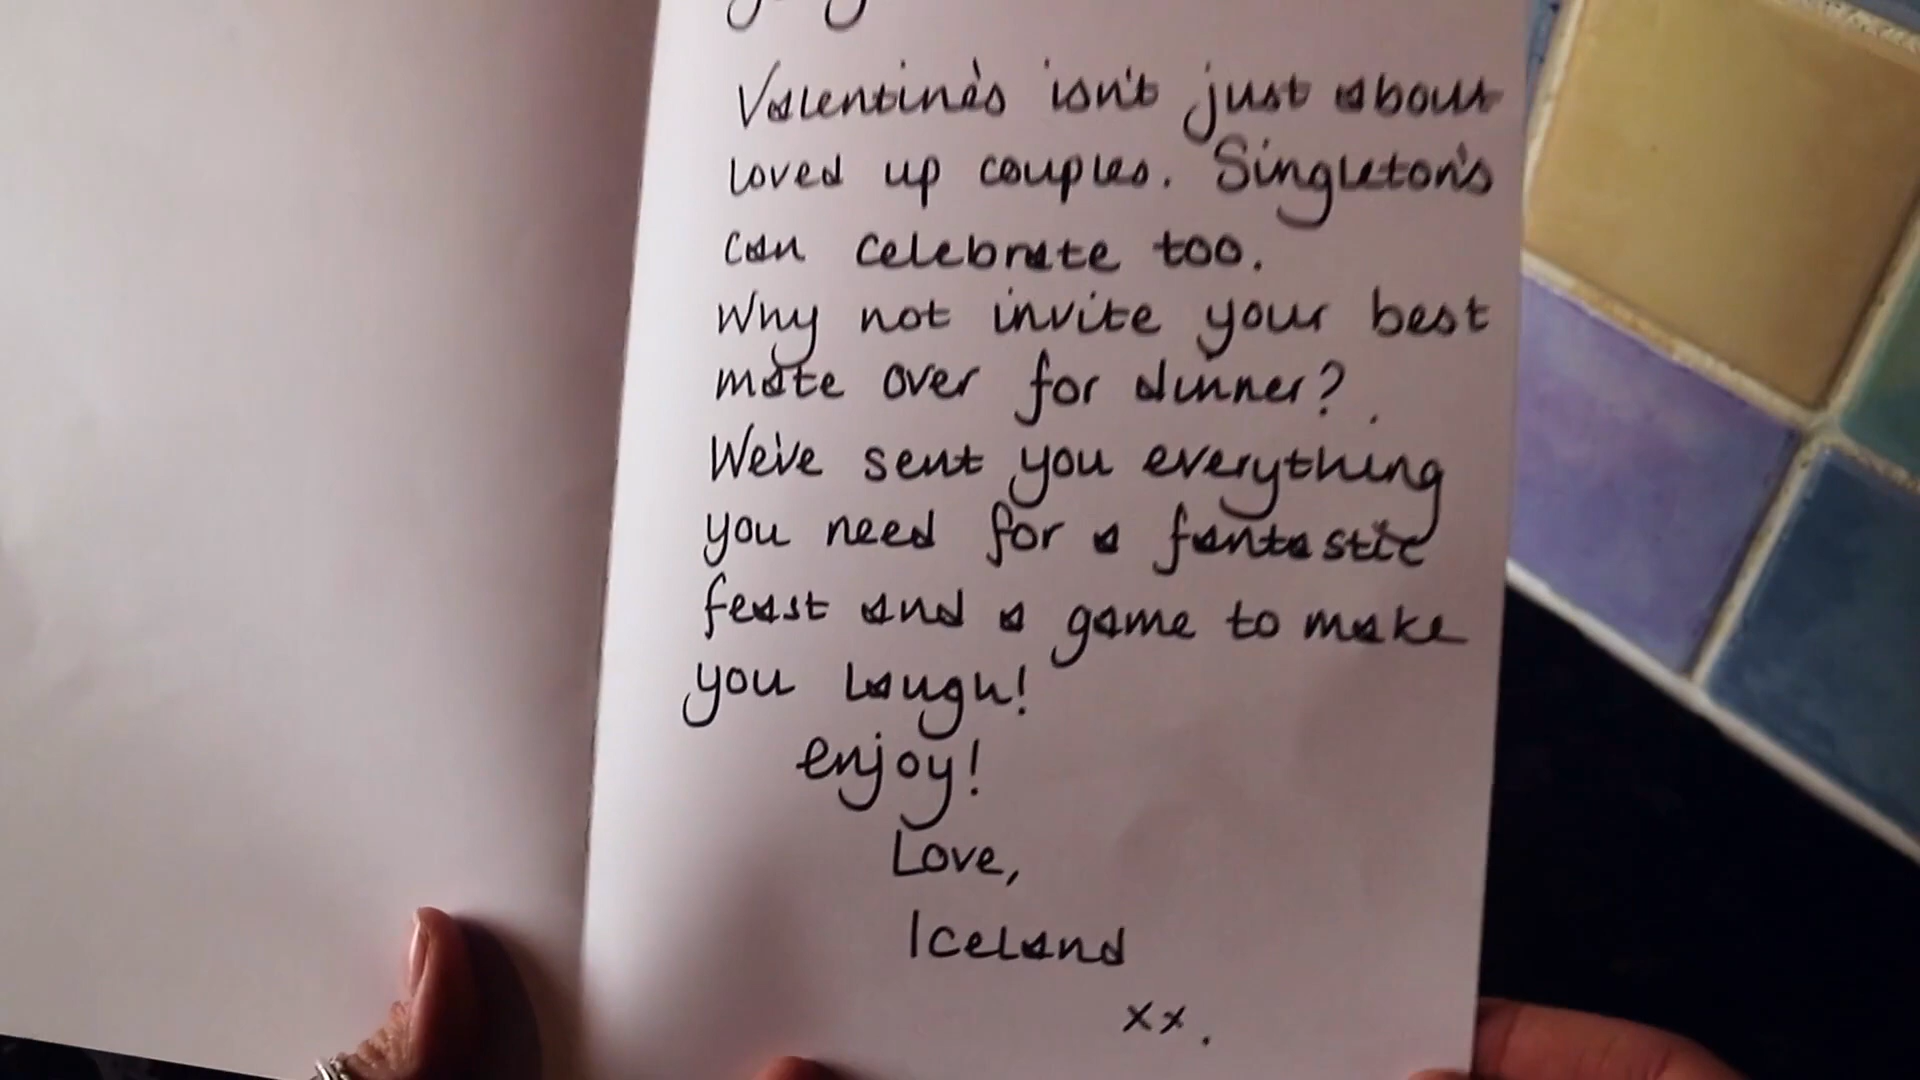 Valentine's isn't just about
loved up couples. Singleton's
can celebrate too.
Why not invite your best
mate over for dinner?
We've sent you everything
you need for a fantastic
feast and a game to make
you laugh!
enjoy!
Love,
Iceland
xx.